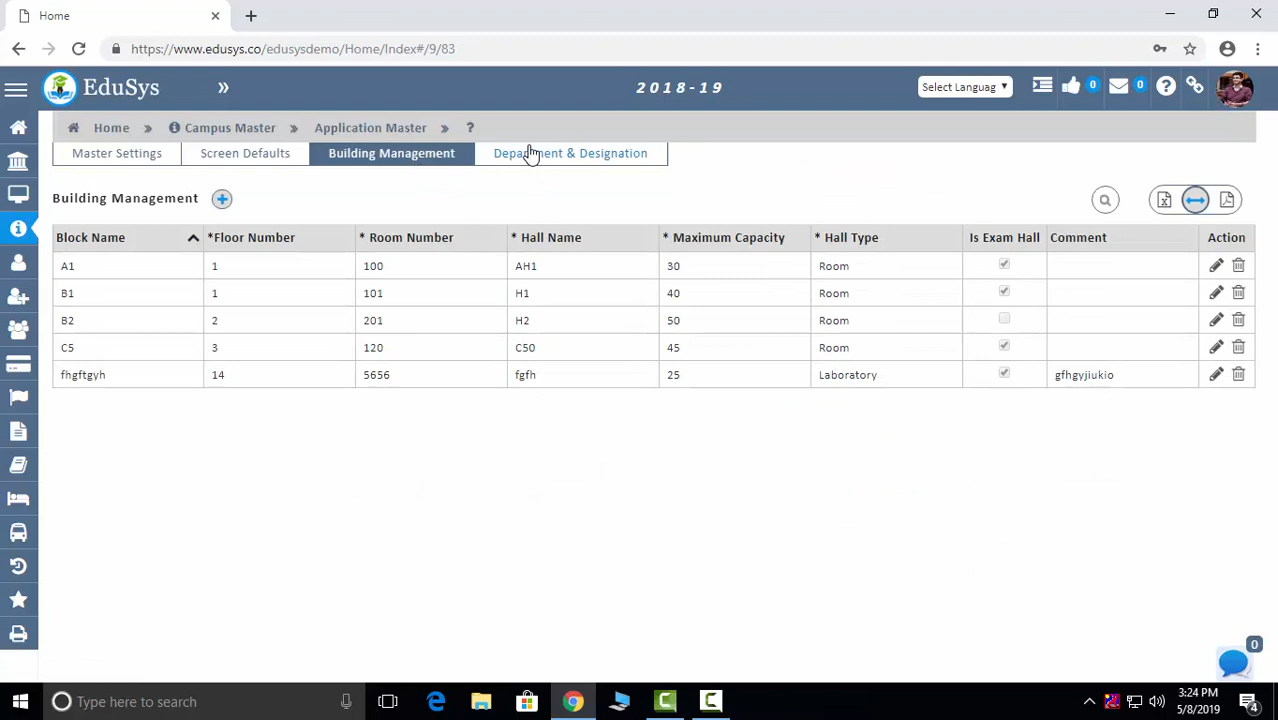 Home
https://www.edusys.co/edusysdemo/Home/Index#/9/83
EduSys
»
2018-19
Select Languag
0
0
Home » Campus Master » Application Master » ?
Master Settings
Screen Defaults
Building Management
Department & Designation
Building Management
Block Name *Floor Number * Room Number * Hall Name * Maximum Capacity * Hall Type Is Exam Hall Comment Action
A1 1 100 AH1 30 Room
B1 1 101 H1 40 Room
B2 2 201 H2 50 Room
C5 3 120 C50 45 Room
fhgftgyh 14 5656 fgfh 25 Laboratory gfhgyjiukio
0
Type here to search
3:24 PM
5/8/2019
4